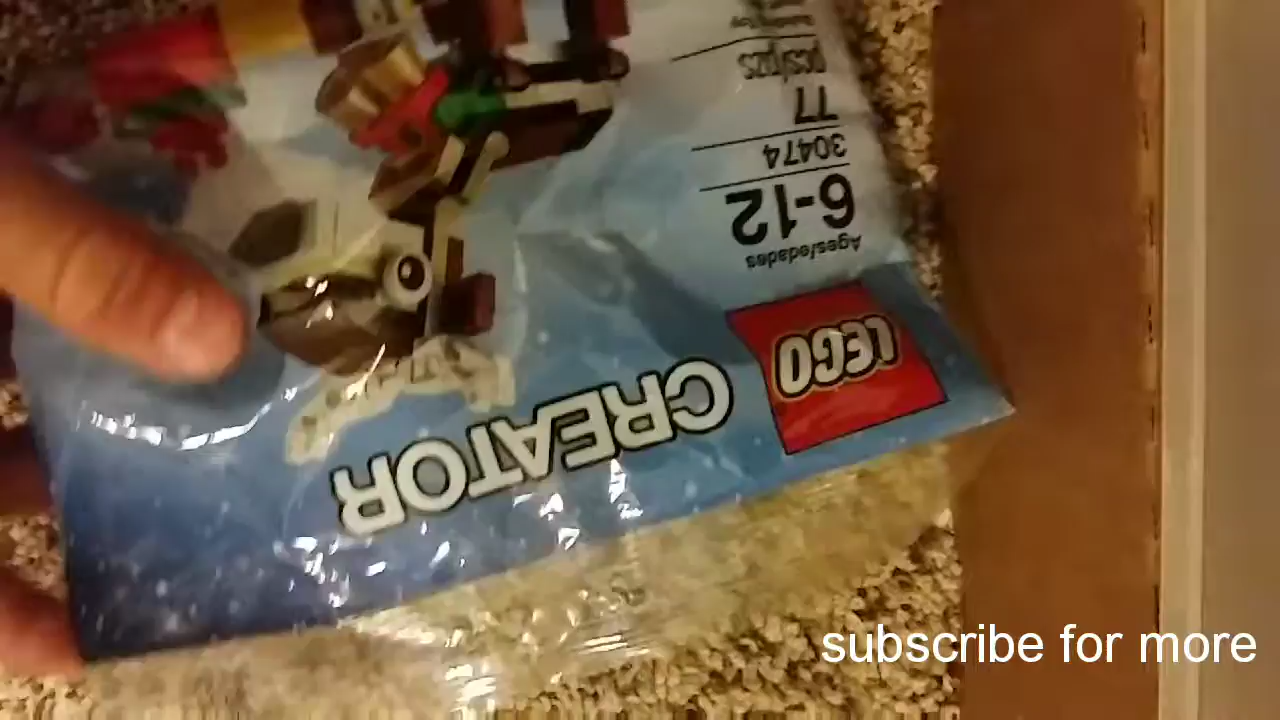 LEGO
CREATOR
Ages/edades
6-12
30474
77
pcs/pzs
subscribe for more